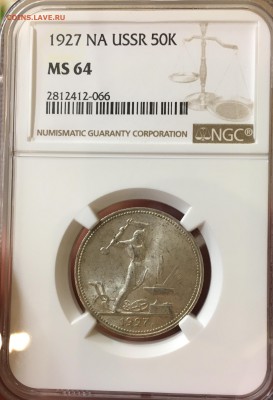 COINS.LAVE.RU
1927 NA USSR 50K
MS 64
2812412-066
NUMISMATIC GUARANTY CORPORATION
NGC®
1927